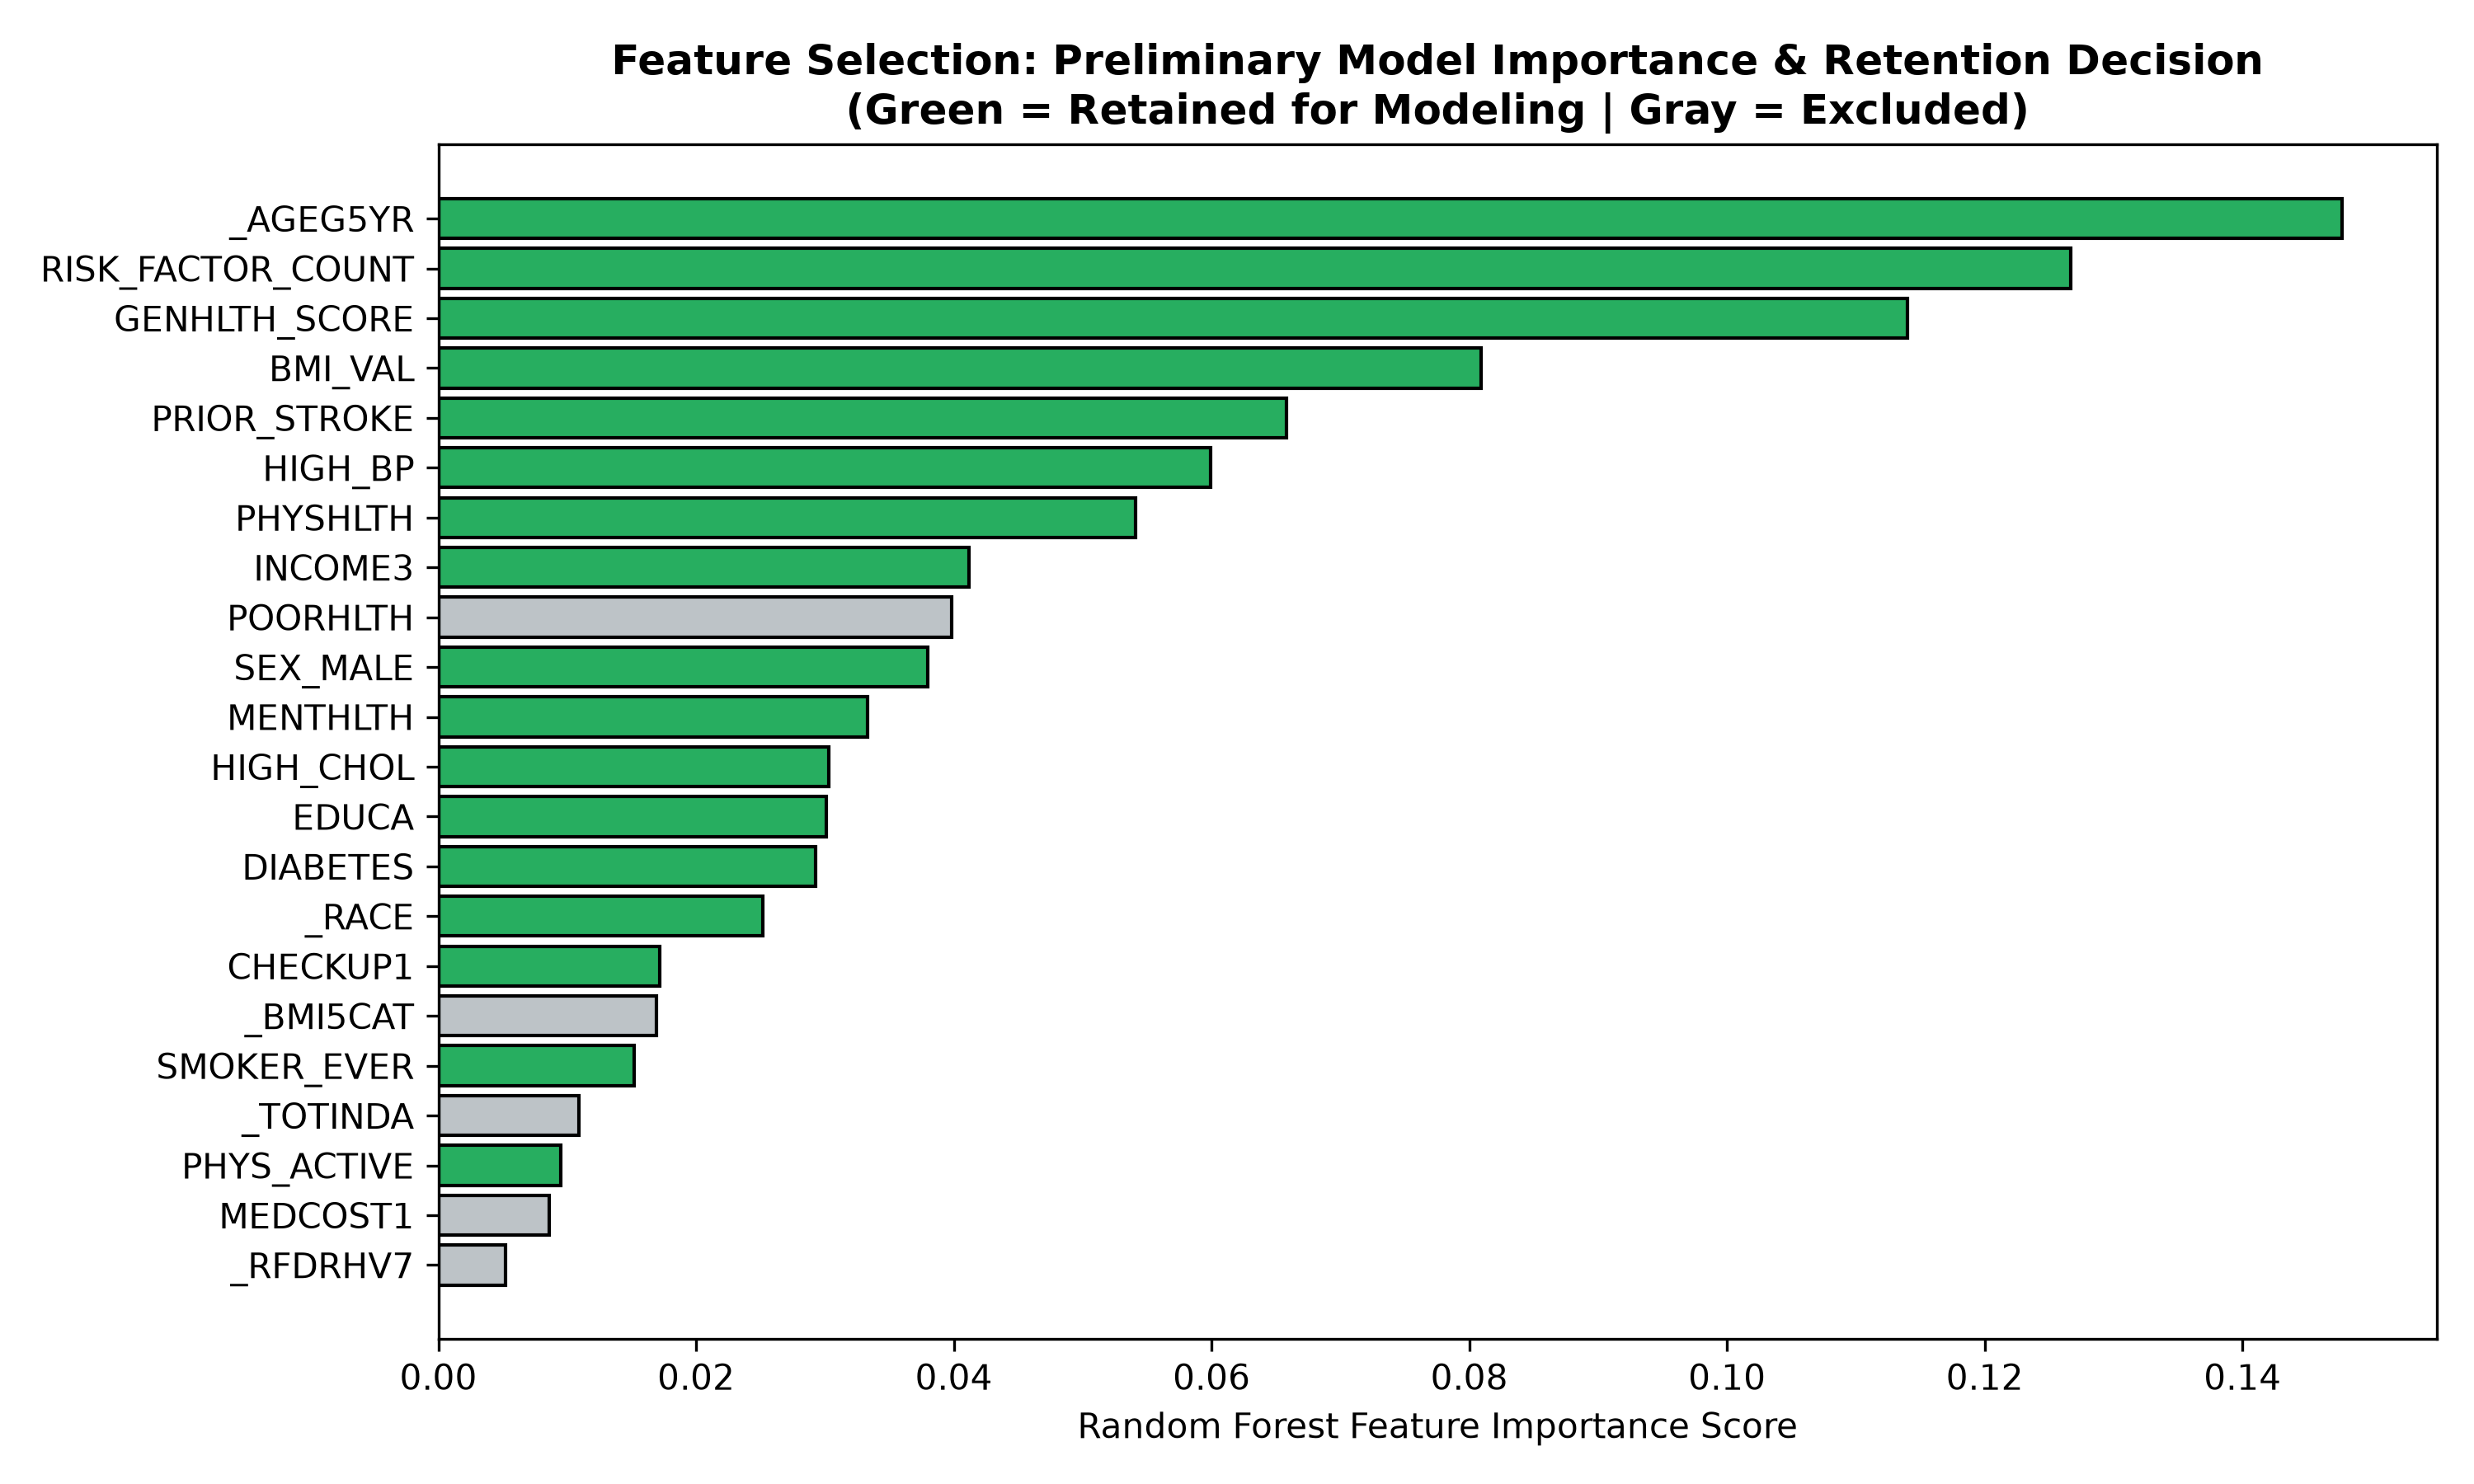 Feature Selection: Preliminary Model Importance & Retention Decision
(Green = Retained for Modeling | Gray = Excluded)
_AGEG5YR
RISK_FACTOR_COUNT
GENHLTH_SCORE
BMI_VAL
PRIOR_STROKE
HIGH_BP
PHYSHLTH
INCOME3
POORHLTH
SEX_MALE
MENTHLTH
HIGH_CHOL
EDUCA
DIABETES
_RACE
CHECKUP1
_BMI5CAT
SMOKER_EVER
_TOTINDA
PHYS_ACTIVE
MEDCOST1
_RFDRHV7
0.00 0.02 0.04 0.06 0.08 0.10 0.12 0.14
Random Forest Feature Importance Score